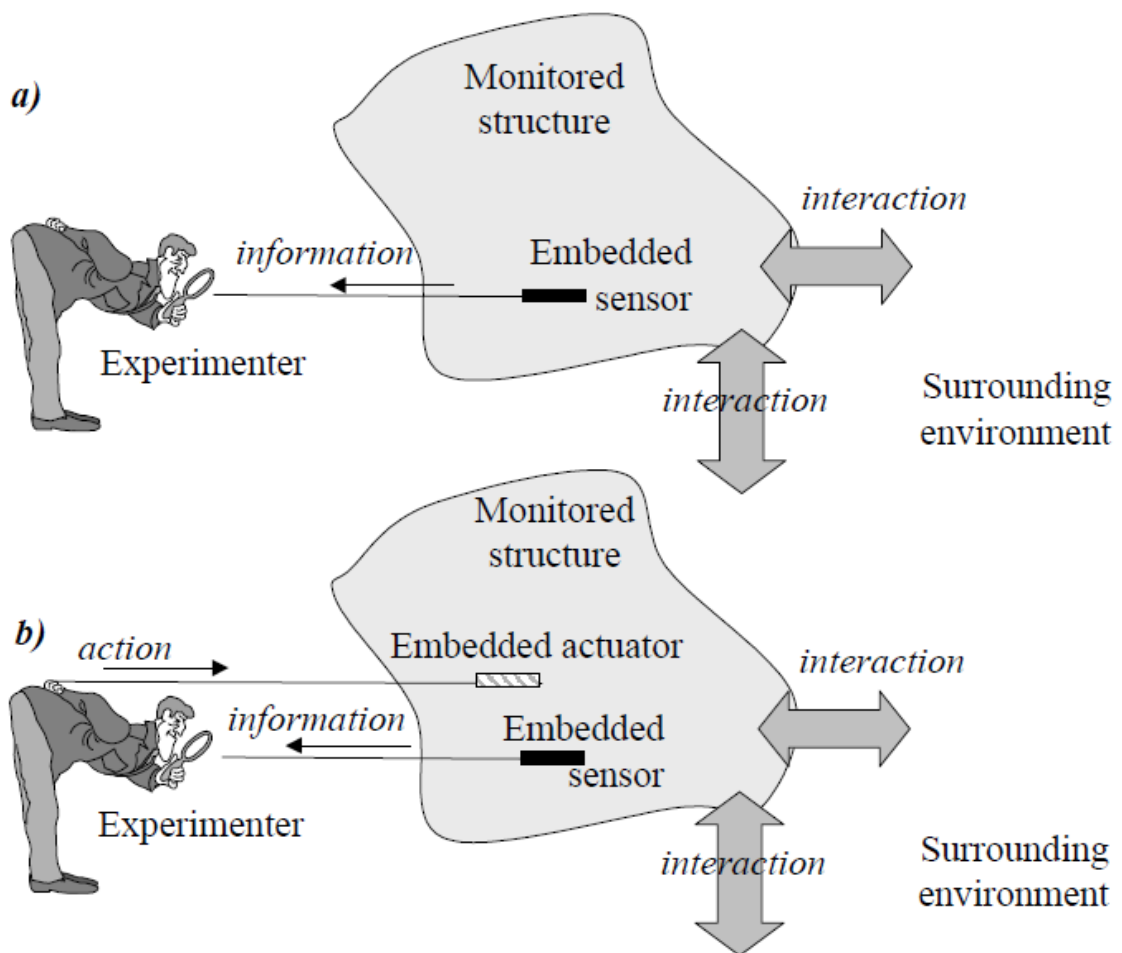 a)
Monitored
structure
interaction
information
Embedded
sensor
Experimenter
interaction
Surrounding
environment
Monitored
structure
b)
action
Embedded actuator
interaction
information
Embedded
sensor
Experimenter
interaction
Surrounding
environment